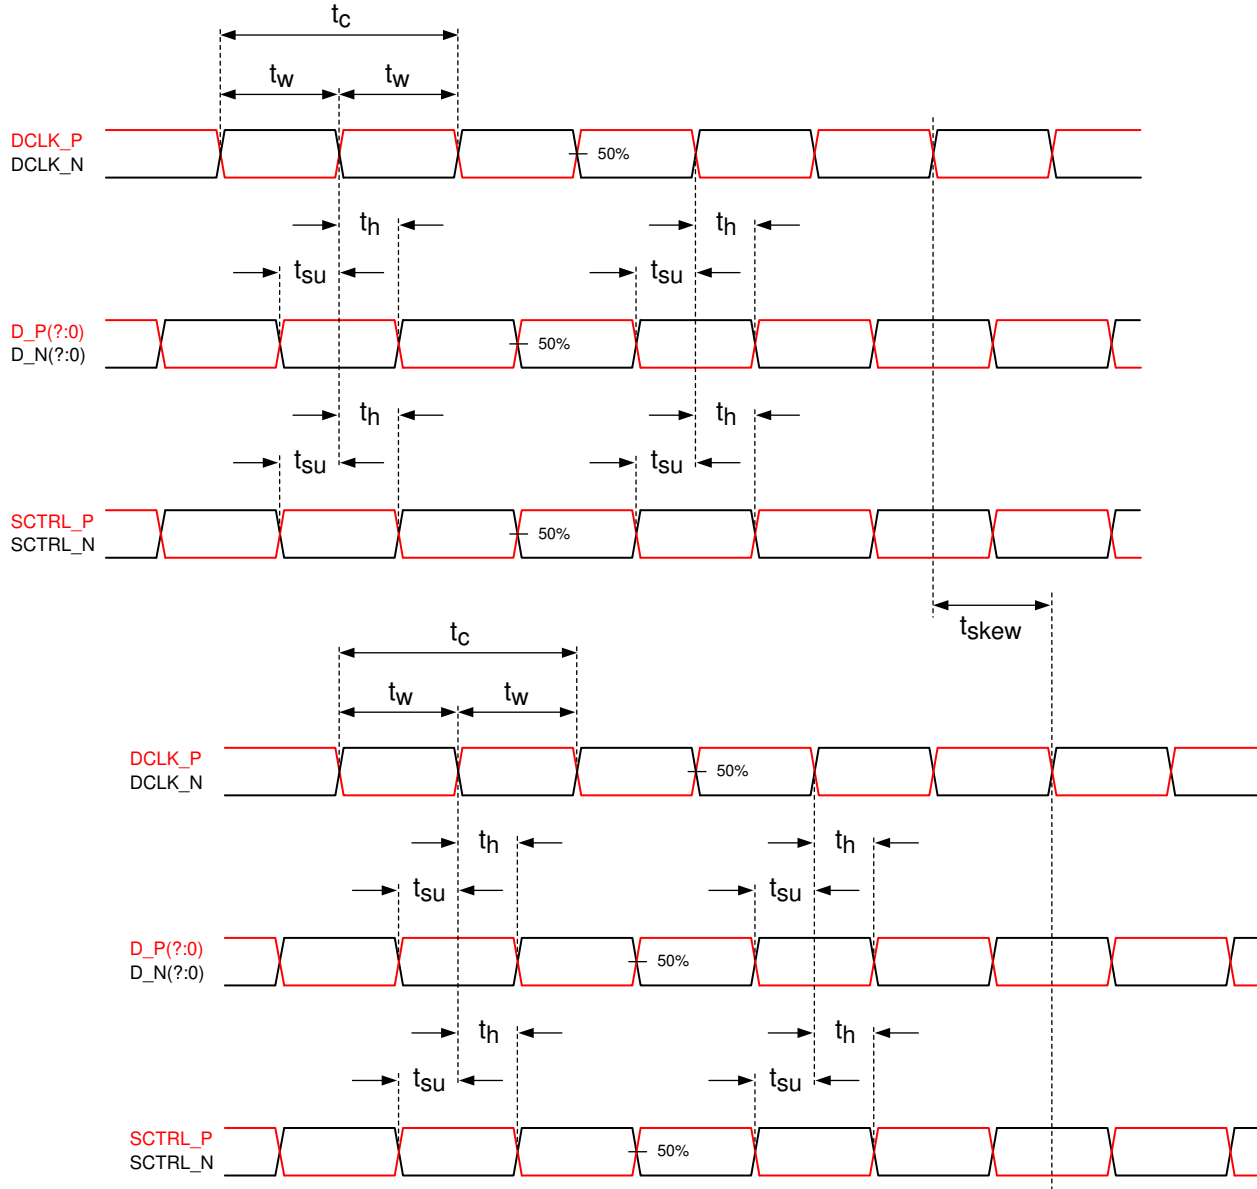 tc
tw tw
DCLK_P
DCLK_N
50%
th th
tsu tsu
D_P(?:0)
D_N(?:0)
50%
th th
tsu tsu
SCTRL_P
SCTRL_N
50%
tskew
tc
tw tw
DCLK_P
DCLK_N
50%
th th
tsu tsu
D_P(?:0)
D_N(?:0)
50%
th th
tsu tsu
SCTRL_P
SCTRL_N
50%